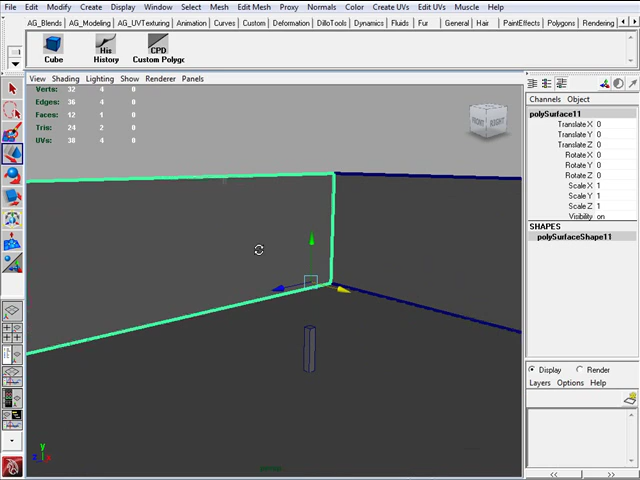 File Edit Modify Create Display Window Select Mesh Edit Mesh Proxy Normals Color Create UVs Edit UVs Muscle Help
AG_Blends AG_Modeling AG_UVTexturing Animation Curves Custom Deformation DilloTools Dynamics Fluids Fur General Hair PaintEffects Polygons Rendering
His CPD
Cube History Custom Polygc
View Shading Lighting Show Renderer Panels
Verts: 32 4 0
Edges: 36 4 0
Faces: 12 1 0
Tris: 24 2 0
UVs: 38 4 0
FRONT RIGHT
persp
y
z x
Channels Object
polySurface11
Translate X 0
Translate Y 0
Translate Z 0
Rotate X 0
Rotate Y 0
Rotate Z 0
Scale X 1
Scale Y 1
Scale Z 1
Visibility on
SHAPES
polySurfaceShape11
Display Render
Layers Options Help
<< >>